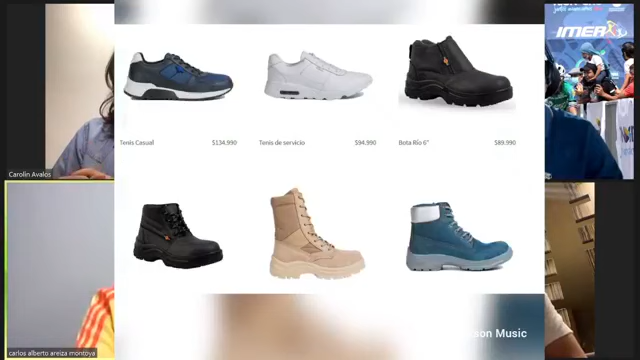 IMER
Carolin Avalos
Tenis Casual $134.990
Tenis de servicio $94.990
Bota Río 6" $89.990
carlos alberto areiza montoya
son Music